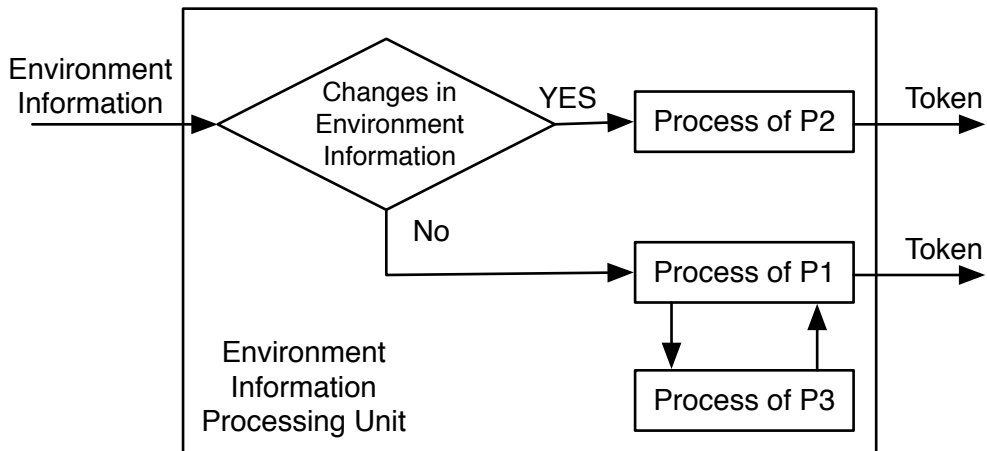 Environment
Information
Changes in
Environment
Information
YES
Process of P2
Token
No
Process of P1
Token
Process of P3
Environment
Information
Processing Unit